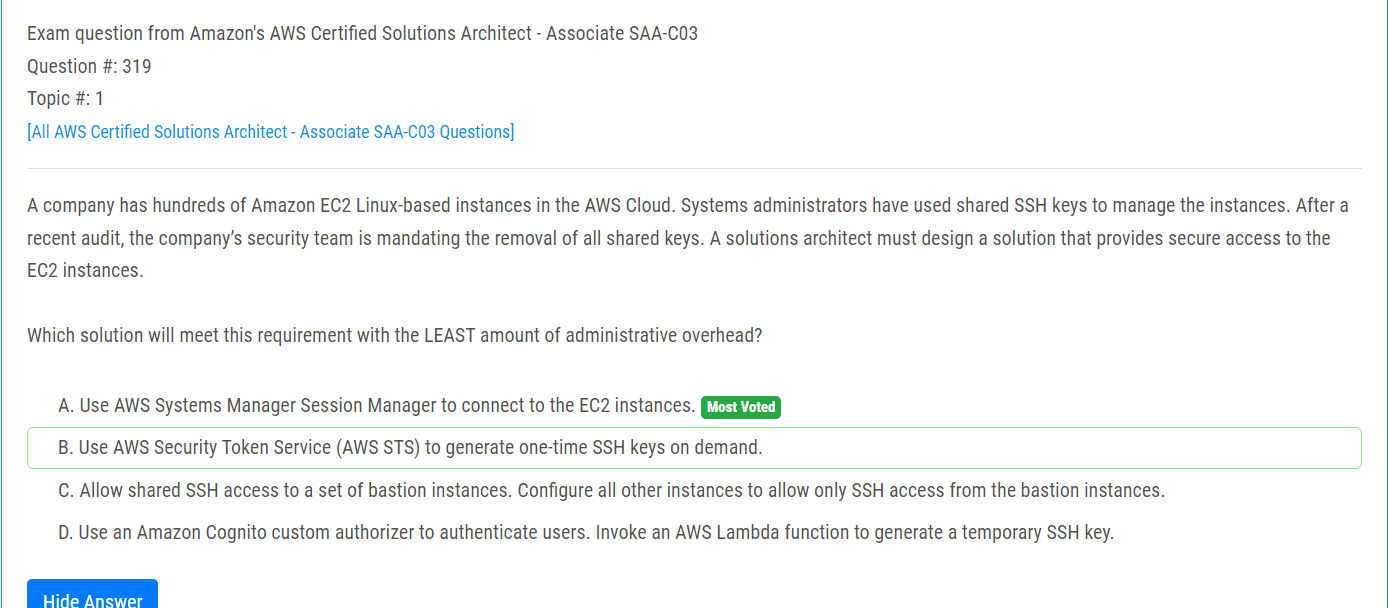 Exam question from Amazon's AWS Certified Solutions Architect - Associate SAA-C03
Question #: 319
Topic #: 1
[All AWS Certified Solutions Architect - Associate SAA-C03 Questions]
A company has hundreds of Amazon EC2 Linux-based instances in the AWS Cloud. Systems administrators have used shared SSH keys to manage the instances. After a
recent audit, the company’s security team is mandating the removal of all shared keys. A solutions architect must design a solution that provides secure access to the
EC2 instances.
Which solution will meet this requirement with the LEAST amount of administrative overhead?
A. Use AWS Systems Manager Session Manager to connect to the EC2 instances. Most Voted
B. Use AWS Security Token Service (AWS STS) to generate one-time SSH keys on demand.
C. Allow shared SSH access to a set of bastion instances. Configure all other instances to allow only SSH access from the bastion instances.
D. Use an Amazon Cognito custom authorizer to authenticate users. Invoke an AWS Lambda function to generate a temporary SSH key.
Hide Answer